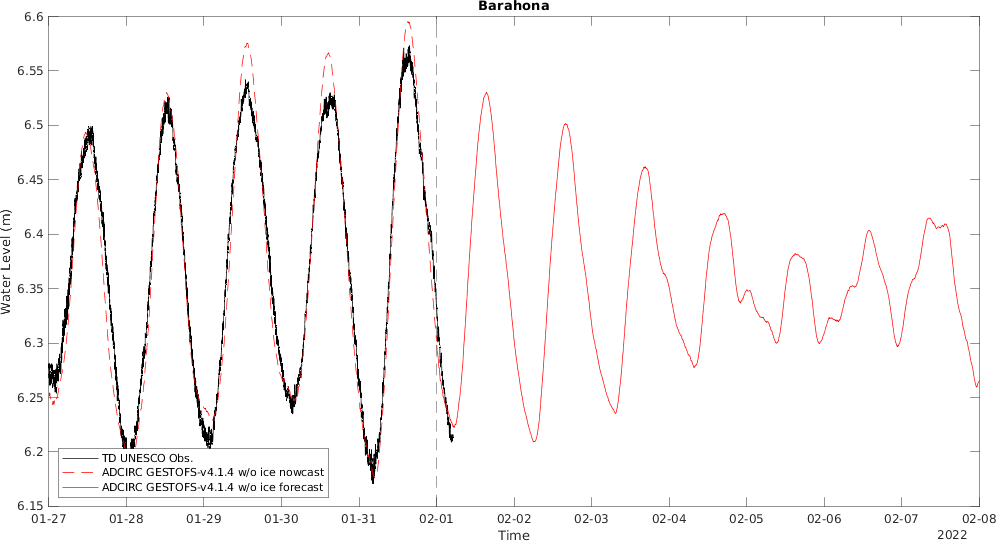 Barahona
6.6
6.55
6.5
6.45
6.4
6.35
6.3
6.25
6.2
6.15
Water Level (m)
TD UNESCO Obs.
ADCIRC GESTOFS-v4.1.4 w/o ice nowcast
ADCIRC GESTOFS-v4.1.4 w/o ice forecast
01-27 01-28 01-29 01-30 01-31 02-01 02-02 02-03 02-04 02-05 02-06 02-07 02-08
Time
2022